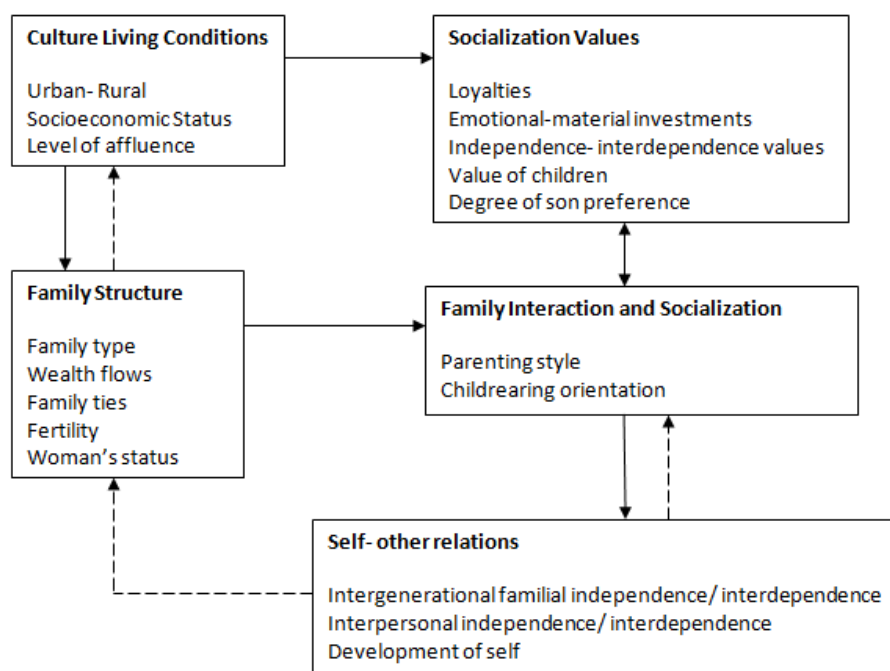 Culture Living Conditions
Urban- Rural
Socioeconomic Status
Level of affluence
Socialization Values
Loyalties
Emotional-material investments
Independence- interdependence values
Value of children
Degree of son preference
Family Structure
Family type
Wealth flows
Family ties
Fertility
Woman's status
Family Interaction and Socialization
Parenting style
Childrearing orientation
Self- other relations
Intergenerational familial independence/ interdependence
Interpersonal independence/ interdependence
Development of self